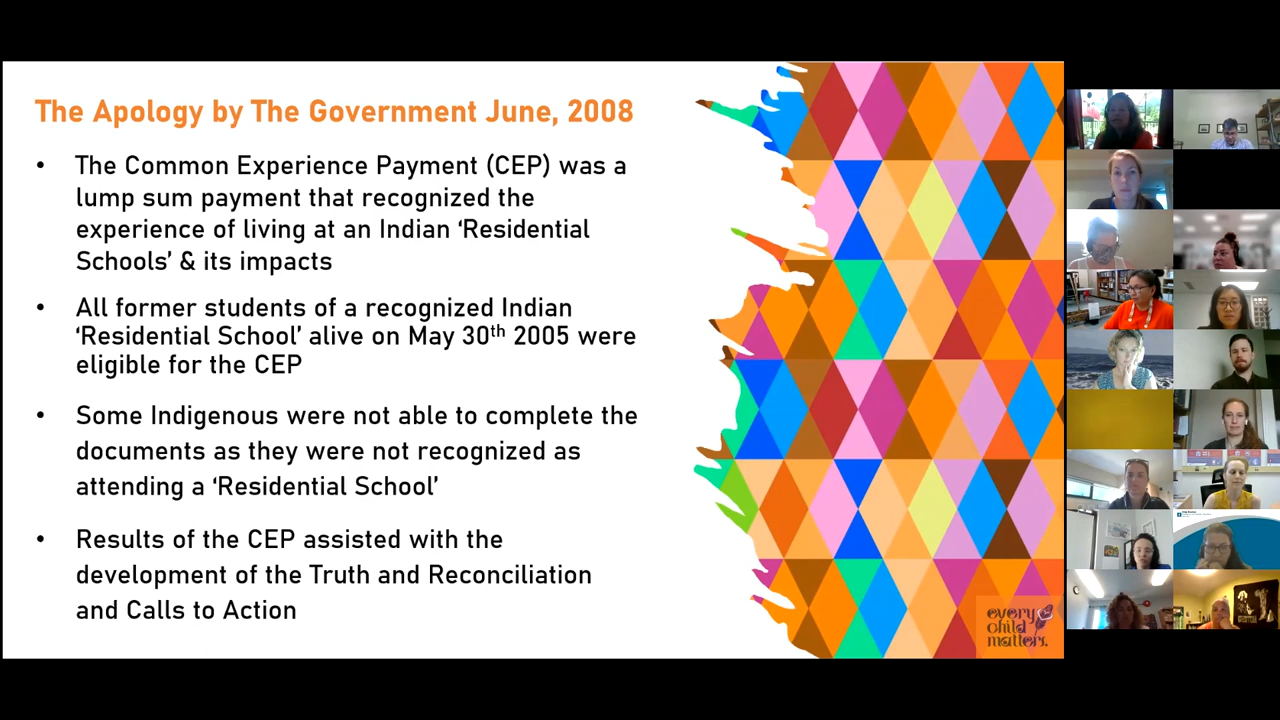 The Apology by The Government June, 2008
• The Common Experience Payment (CEP) was a
lump sum payment that recognized the
experience of living at an Indian ‘Residential
Schools’ & its impacts
• All former students of a recognized Indian
‘Residential School’ alive on May 30th 2005 were
eligible for the CEP
• Some Indigenous were not able to complete the
documents as they were not recognized as
attending a ‘Residential School’
• Results of the CEP assisted with the
development of the Truth and Reconciliation
and Calls to Action
every
child
matters.